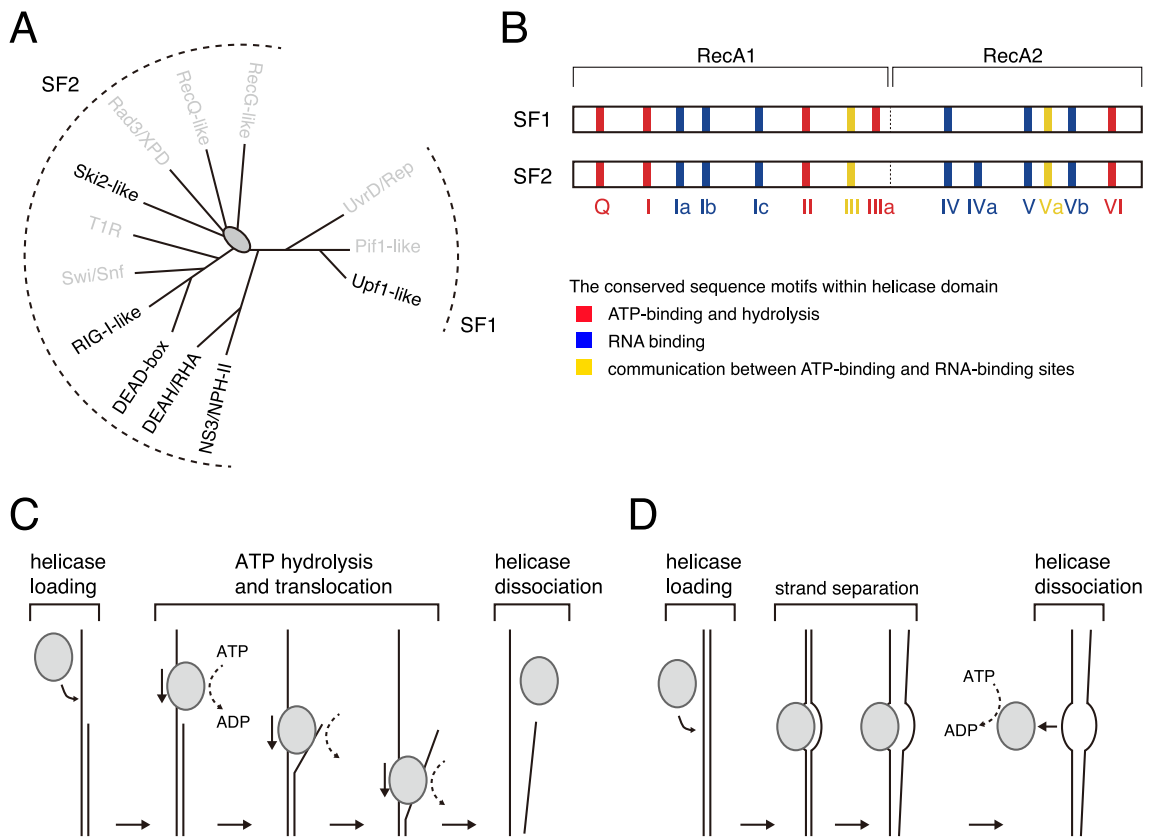 A
SF2
Rad3/XPD
RecQ-like
RecG-like
Ski2-like
T1R
Swi/Snf
RIG-I-like
DEAD-box
DEAH/RHA
NS3/NPH-II
UvrD/Rep
Pif1-like
Upf1-like
SF1
B
RecA1 RecA2
SF1
SF2
Q I Ia Ib Ic II III IIIa IV IVa V Va Vb VI
The conserved sequence motifs within helicase domain
ATP-binding and hydrolysis
RNA binding
communication between ATP-binding and RNA-binding sites
C
helicase
loading
ATP hydrolysis
and translocation
helicase
dissociation
ATP
ADP
D
helicase
loading
strand separation
helicase
dissociation
ATP
ADP